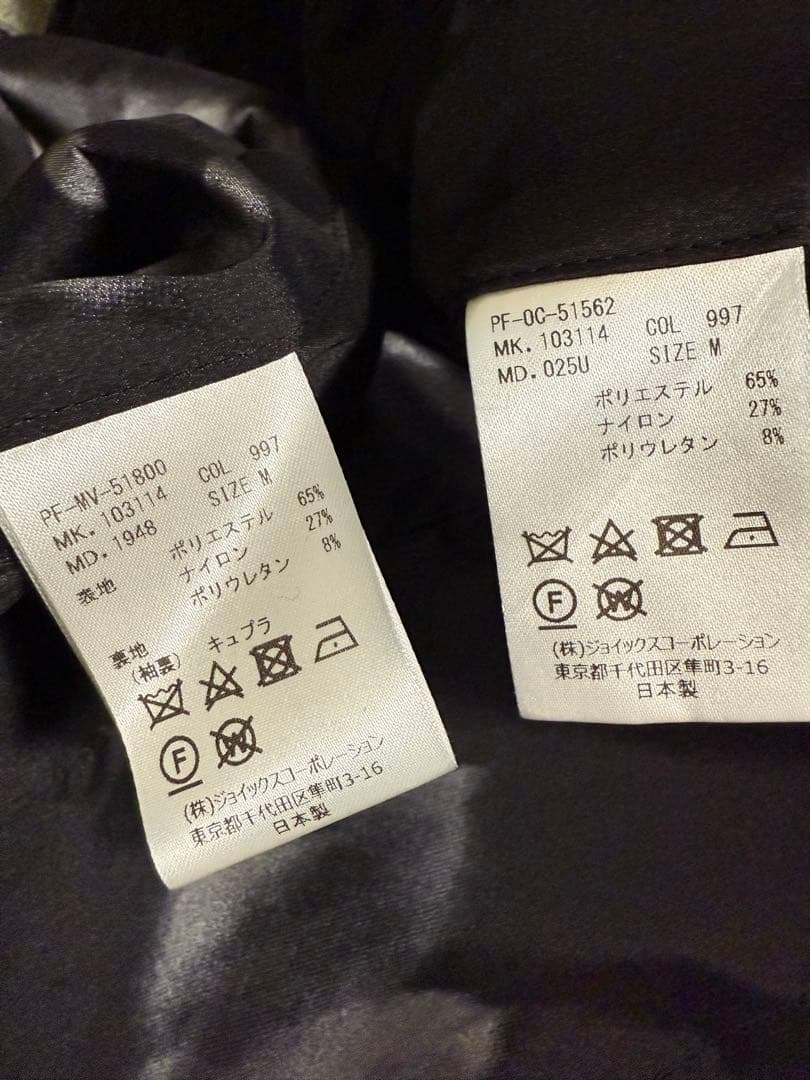 PF-MV-51800
MK. 103114 COL 997
MD. 1948 SIZE M
表地 ポリエステル 65%
ナイロン 27%
ポリウレタン 8%
裏地 キュプラ
(袖裏)
F W
(株)ジョイックスコーポレーション
東京都千代田区隼町3-16
日本製
PF-OC-51562
MK. 103114 COL 997
MD. 025U SIZE M
ポリエステル 65%
ナイロン 27%
ポリウレタン 8%
F W
(株)ジョイックスコーポレーション
東京都千代田区隼町3-16
日本製